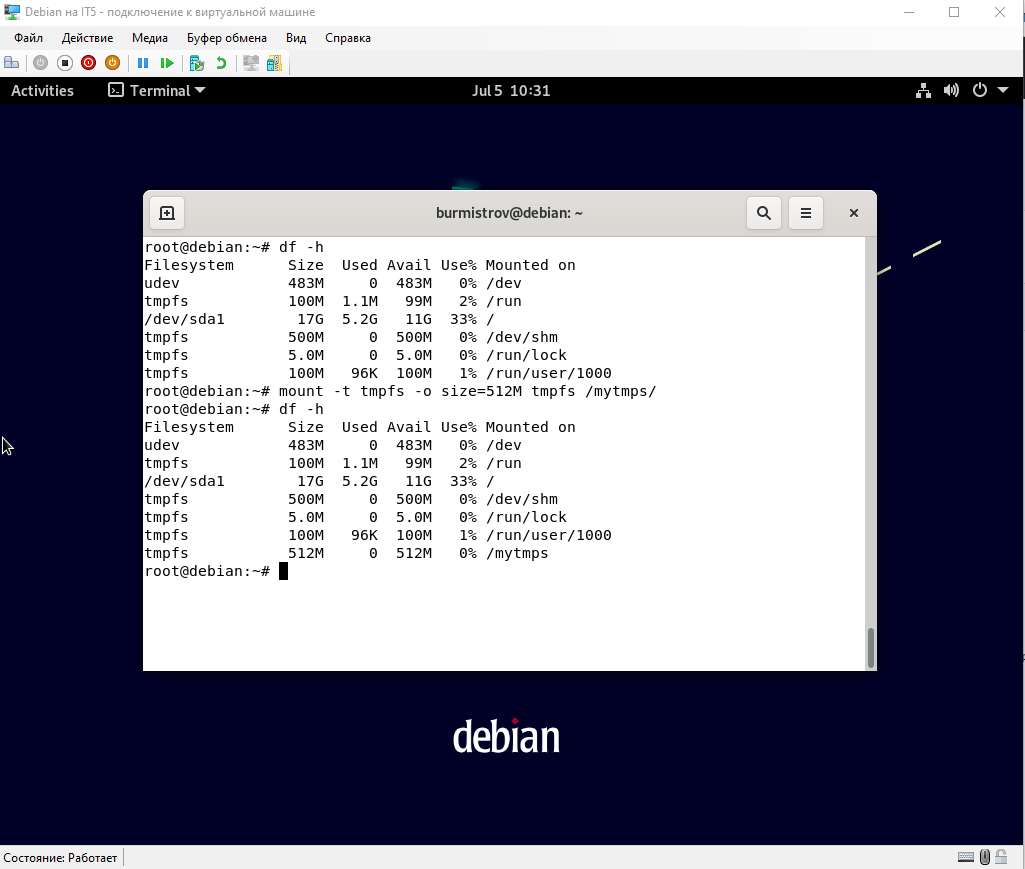 Debian на IT5 - подключение к виртуальной машине
Файл Действие Медиа Буфер обмена Вид Справка
Activities Terminal Jul 5 10:31
burmistrov@debian: ~
root@debian:~# df -h
Filesystem      Size  Used Avail Use% Mounted on
udev            483M     0  483M   0% /dev
tmpfs           100M  1.1M   99M   2% /run
/dev/sda1        17G  5.2G   11G  33% /
tmpfs           500M     0  500M   0% /dev/shm
tmpfs           5.0M     0  5.0M   0% /run/lock
tmpfs           100M   96K  100M   1% /run/user/1000
root@debian:~# mount -t tmpfs -o size=512M tmpfs /mytmps/
root@debian:~# df -h
Filesystem      Size  Used Avail Use% Mounted on
udev            483M     0  483M   0% /dev
tmpfs           100M  1.1M   99M   2% /run
/dev/sda1        17G  5.2G   11G  33% /
tmpfs           500M     0  500M   0% /dev/shm
tmpfs           5.0M     0  5.0M   0% /run/lock
tmpfs           100M   96K  100M   1% /run/user/1000
tmpfs           512M     0  512M   0% /mytmps
root@debian:~#
debian
Состояние: Работает